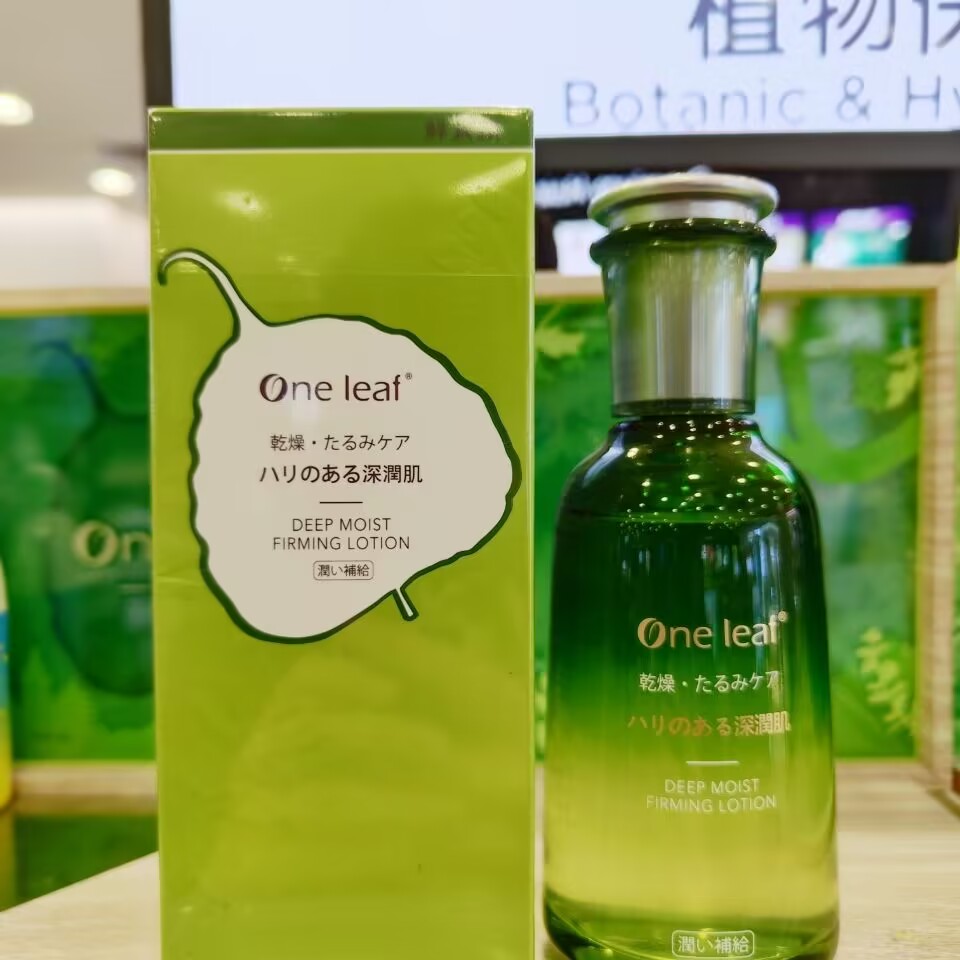 植物
Botanic & Hy
One leaf®
乾燥・たるみケア
ハリのある深潤肌
DEEP MOIST
FIRMING LOTION
潤い補給
One leaf®
乾燥・たるみケア
ハリのある深潤肌
DEEP MOIST
FIRMING LOTION
潤い補給
On